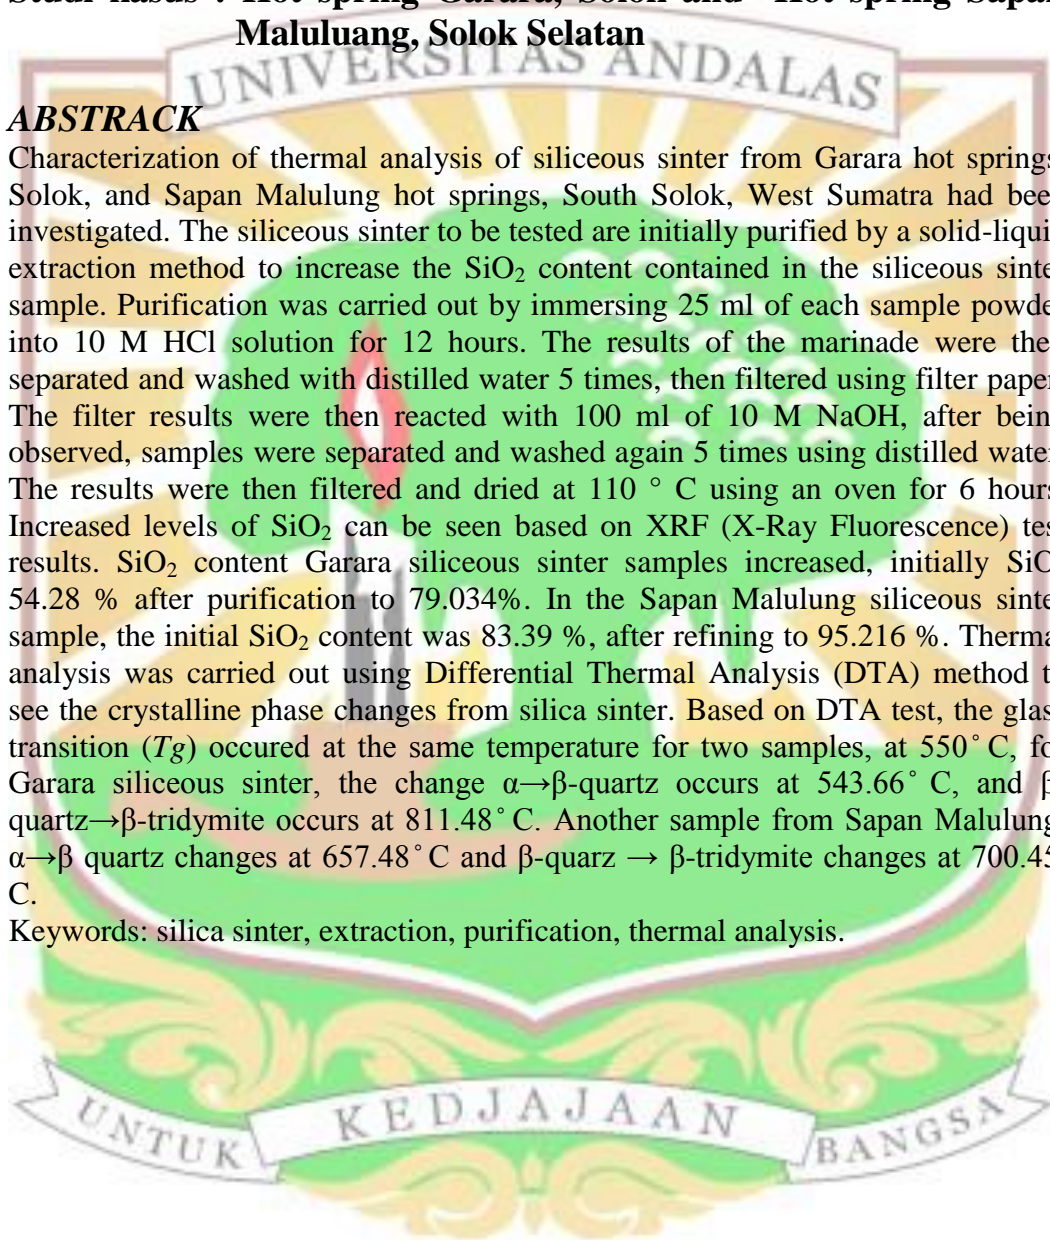 Studi kasus : Hot spring Garara, Solok and Hot spring Sapan
Maluluang, Solok Selatan
UNIVERSITAS ANDALAS
ABSTRACK
Characterization of thermal analysis of siliceous sinter from Garara hot springs
Solok, and Sapan Malulung hot springs, South Solok, West Sumatra had bee
investigated. The siliceous sinter to be tested are initially purified by a solid-liqui
extraction method to increase the SiO₂ content contained in the siliceous sinte
sample. Purification was carried out by immersing 25 ml of each sample powde
into 10 M HCl solution for 12 hours. The results of the marinade were the
separated and washed with distilled water 5 times, then filtered using filter paper
The filter results were then reacted with 100 ml of 10 M NaOH, after bein
observed, samples were separated and washed again 5 times using distilled water
The results were then filtered and dried at 110 ° C using an oven for 6 hours
Increased levels of SiO₂ can be seen based on XRF (X-Ray Fluorescence) tes
results. SiO₂ content Garara siliceous sinter samples increased, initially SiO
54.28 % after purification to 79.034%. In the Sapan Malulung siliceous sinte
sample, the initial SiO₂ content was 83.39 %, after refining to 95.216 %. Therma
analysis was carried out using Differential Thermal Analysis (DTA) method t
see the crystalline phase changes from silica sinter. Based on DTA test, the glas
transition (Tg) occured at the same temperature for two samples, at 550˚C, fo
Garara siliceous sinter, the change α→β-quartz occurs at 543.66˚ C, and β
quartz→β-tridymite occurs at 811.48˚C. Another sample from Sapan Malulung
α→β quartz changes at 657.48˚C and β-quarz → β-tridymite changes at 700.45
C.
Keywords: silica sinter, extraction, purification, thermal analysis.
UNTUK KEDJAJAAN BANGSA